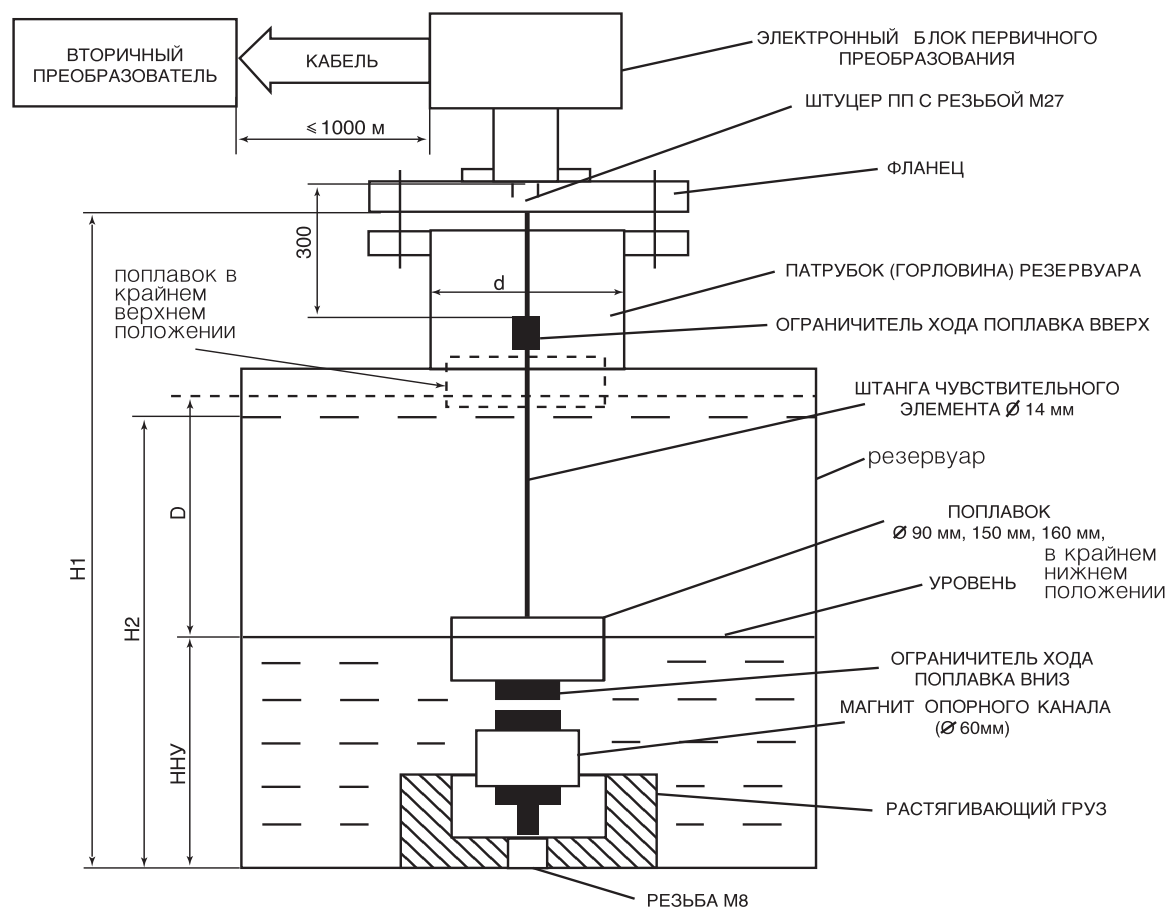 ВТОРИЧНЫЙ
ПРЕОБРАЗОВАТЕЛЬ
КАБЕЛЬ
ЭЛЕКТРОННЫЙ БЛОК ПЕРВИЧНОГО
ПРЕОБРАЗОВАНИЯ
ШТУЦЕР ПП С РЕЗЬБОЙ М27
⩽ 1000 м
ФЛАНЕЦ
300
поплавок в
крайнем
верхнем
положении
d
ПАТРУБОК (ГОРЛОВИНА) РЕЗЕРВУАРА
ОГРАНИЧИТЕЛЬ ХОДА ПОПЛАВКА ВВЕРХ
ШТАНГА ЧУВСТВИТЕЛЬНОГО
ЭЛЕМЕНТА Ø 14 мм
резервуар
D
H1
H2
ПОПЛАВОК
Ø 90 мм, 150 мм, 160 мм,
в крайнем
нижнем
положении
УРОВЕНЬ
ОГРАНИЧИТЕЛЬ ХОДА
ПОПЛАВКА ВНИЗ
МАГНИТ ОПОРНОГО КАНАЛА
(Ø 60мм)
ННУ
РАСТЯГИВАЮЩИЙ ГРУЗ
РЕЗЬБА М8